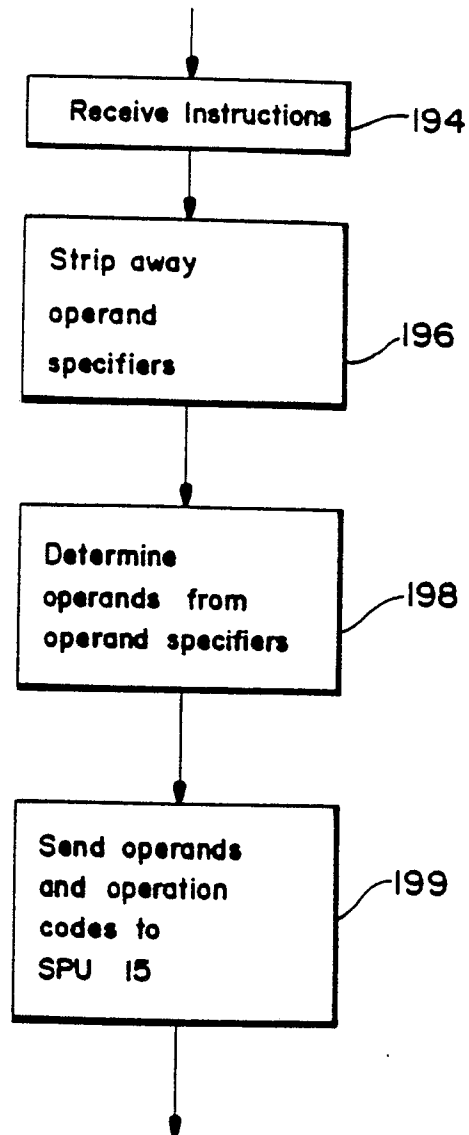 Receive Instructions
194
Strip away
operand
specifiers
196
Determine
operands from
operand specifiers
198
Send operands
and operation
codes to
SPU 15
199